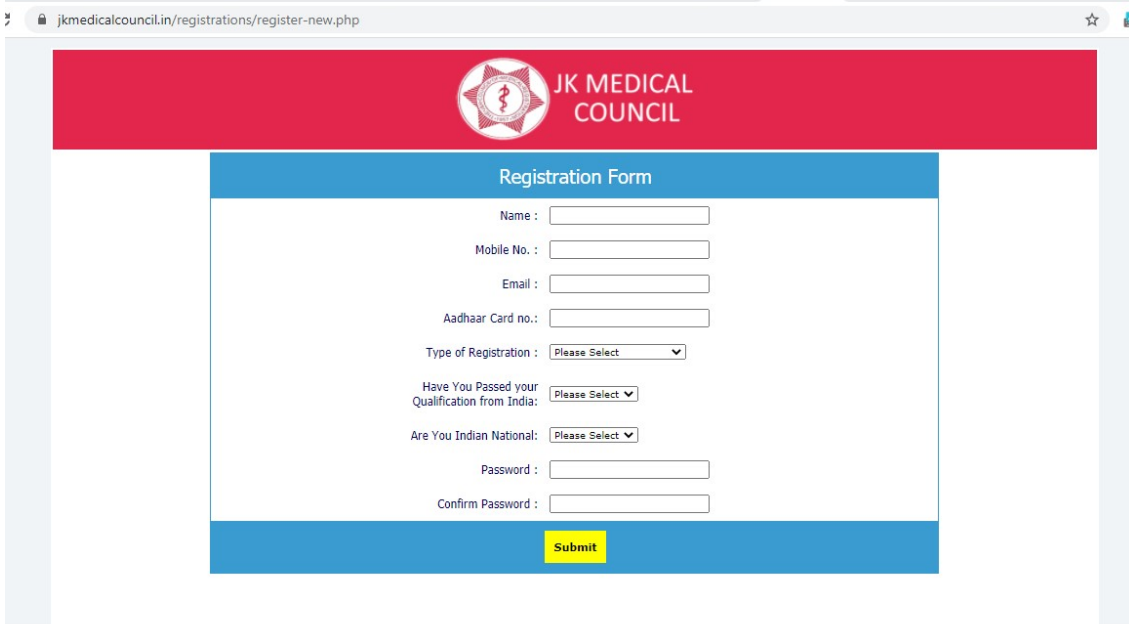 jkmedicalcouncil.in/registrations/register-new.php
JK MEDICAL
COUNCIL
Registration Form
Name :
Mobile No. :
Email :
Aadhaar Card no.:
Type of Registration : Please Select
Have You Passed your
Qualification from India: Please Select
Are You Indian National: Please Select
Password :
Confirm Password :
Submit